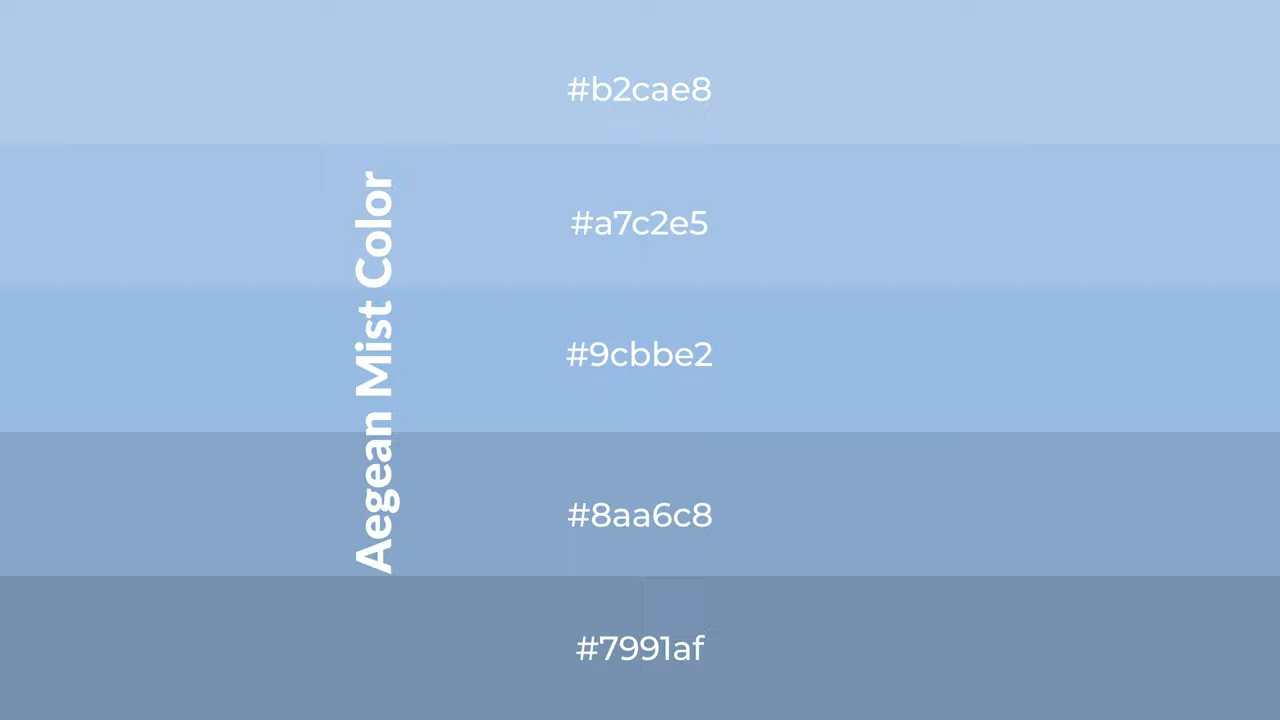 Aegean Mist Color
#b2cae8
#a7c2e5
#9cbbe2
#8aa6c8
#7991af